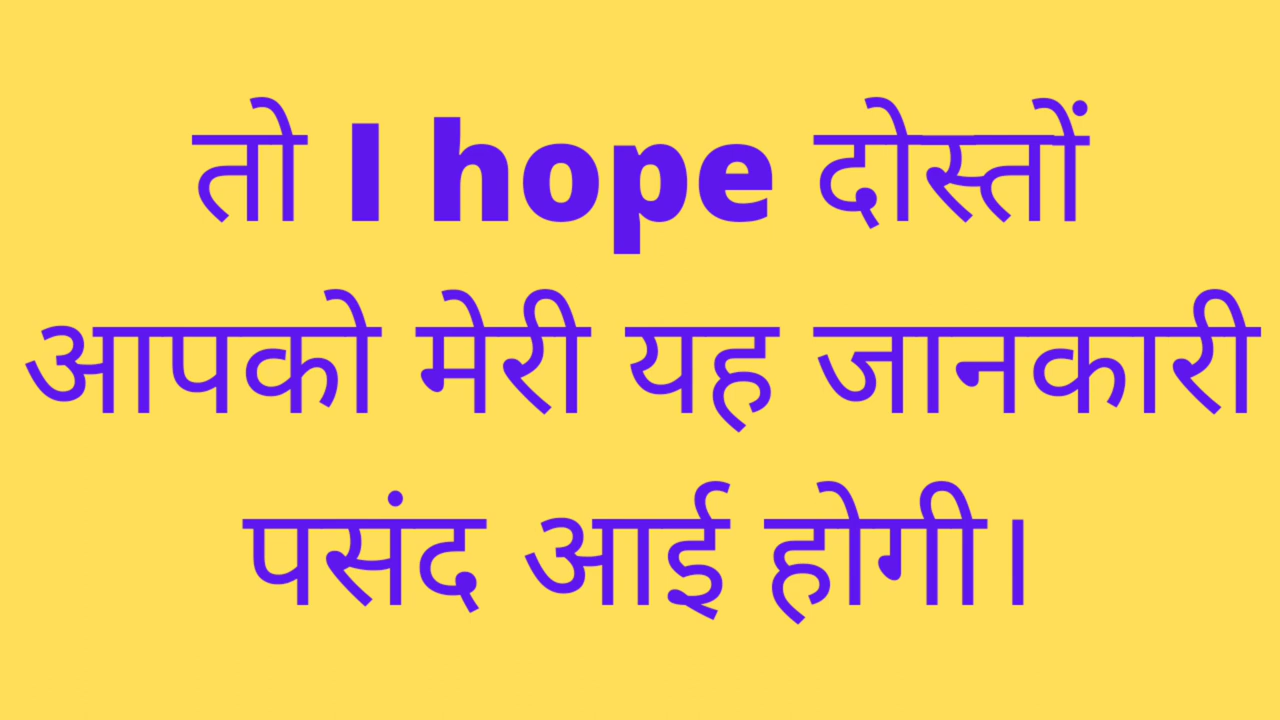 तो I hope दोस्तों
आपको मेरी यह जानकारी
पसंद आई होगी।